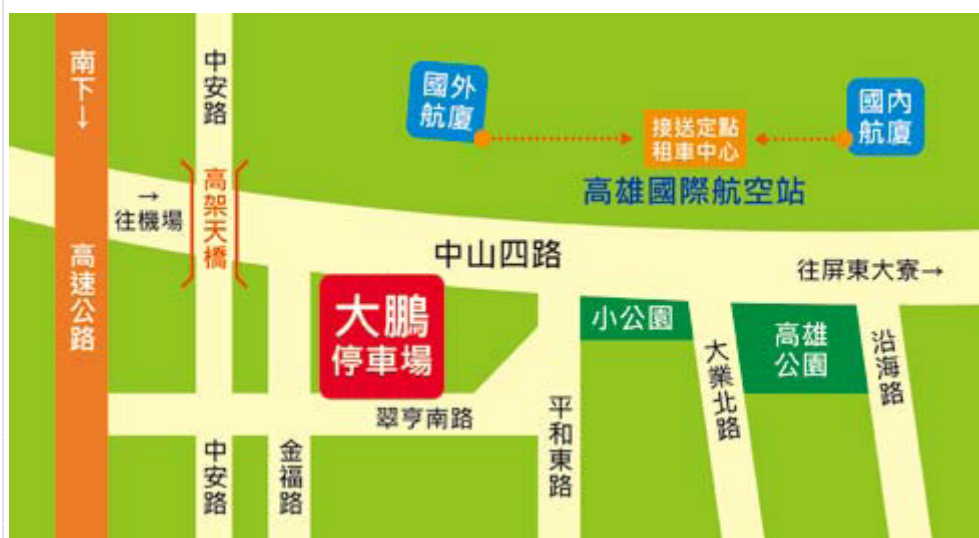 南下↓
中安路
國外
航廈
接送定點
租車中心
國內
航廈
高雄國際航空站
→
往機場
高架天橋
高速公路
中山四路
往屏東大寮→
大鵬
停車場
小公園
大業北路
高雄
公園
沿海路
翠亨南路
中安路
金福路
平和東路